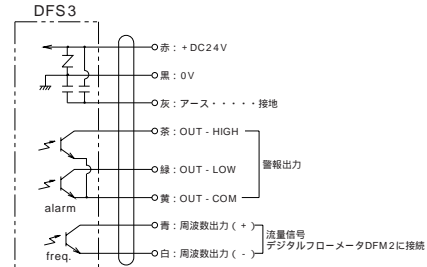 DFS3
赤：+DC24V
黒：0V
灰：アース・・・・・接地
茶：OUT-HIGH
緑：OUT-LOW
警報出力
黄：OUT-COM
alarm
青：周波数出力(+)
流量信号
デジタルフローメータDFM2に接続
白：周波数出力(-)
freq.